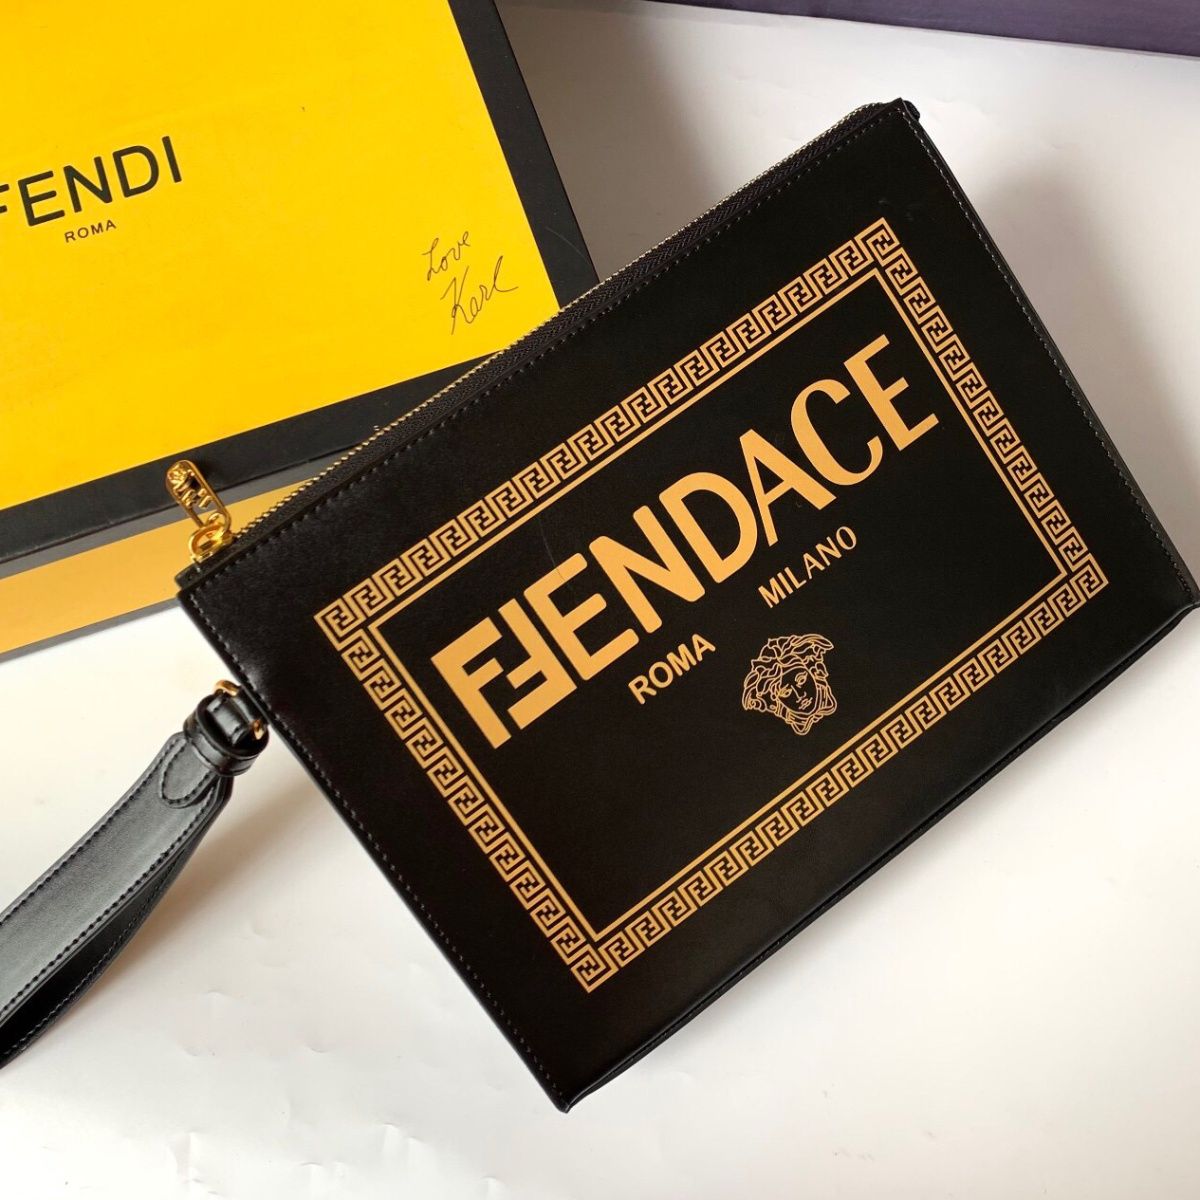 FENDI
ROMA
Love
Karl
FENDACE
ROMA
MILANO